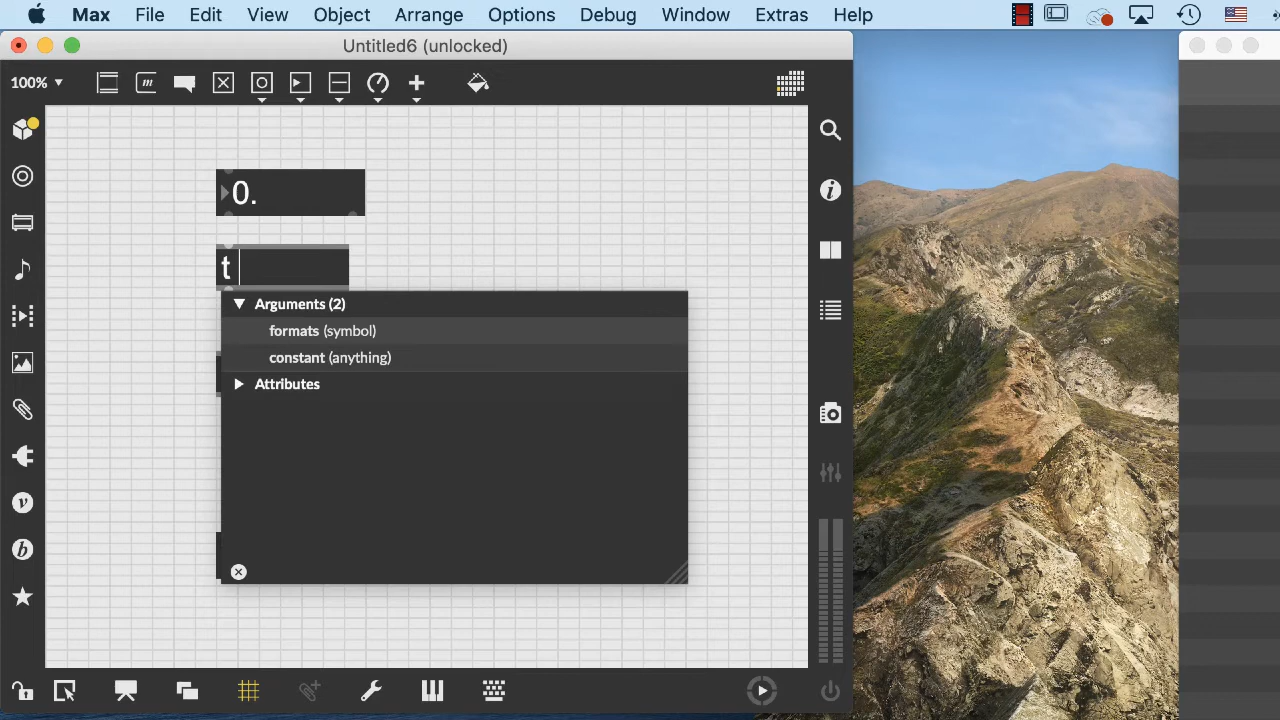 Max File Edit View Object Arrange Options Debug Window Extras Help
Untitled6 (unlocked)
100%
m
0.
t
Arguments (2)
formats (symbol)
constant (anything)
Attributes
v
b